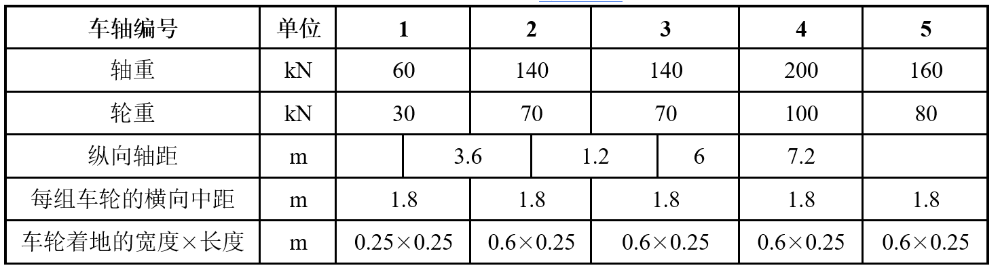 车轴编号 单位 1 2 3 4 5
轴重 kN 60 140 140 200 160
轮重 kN 30 70 70 100 80
纵向轴距 m 3.6 1.2 6 7.2
每组车轮的横向中距 m 1.8 1.8 1.8 1.8 1.8
车轮着地的宽度×长度 m 0.25×0.25 0.6×0.25 0.6×0.25 0.6×0.25 0.6×0.25